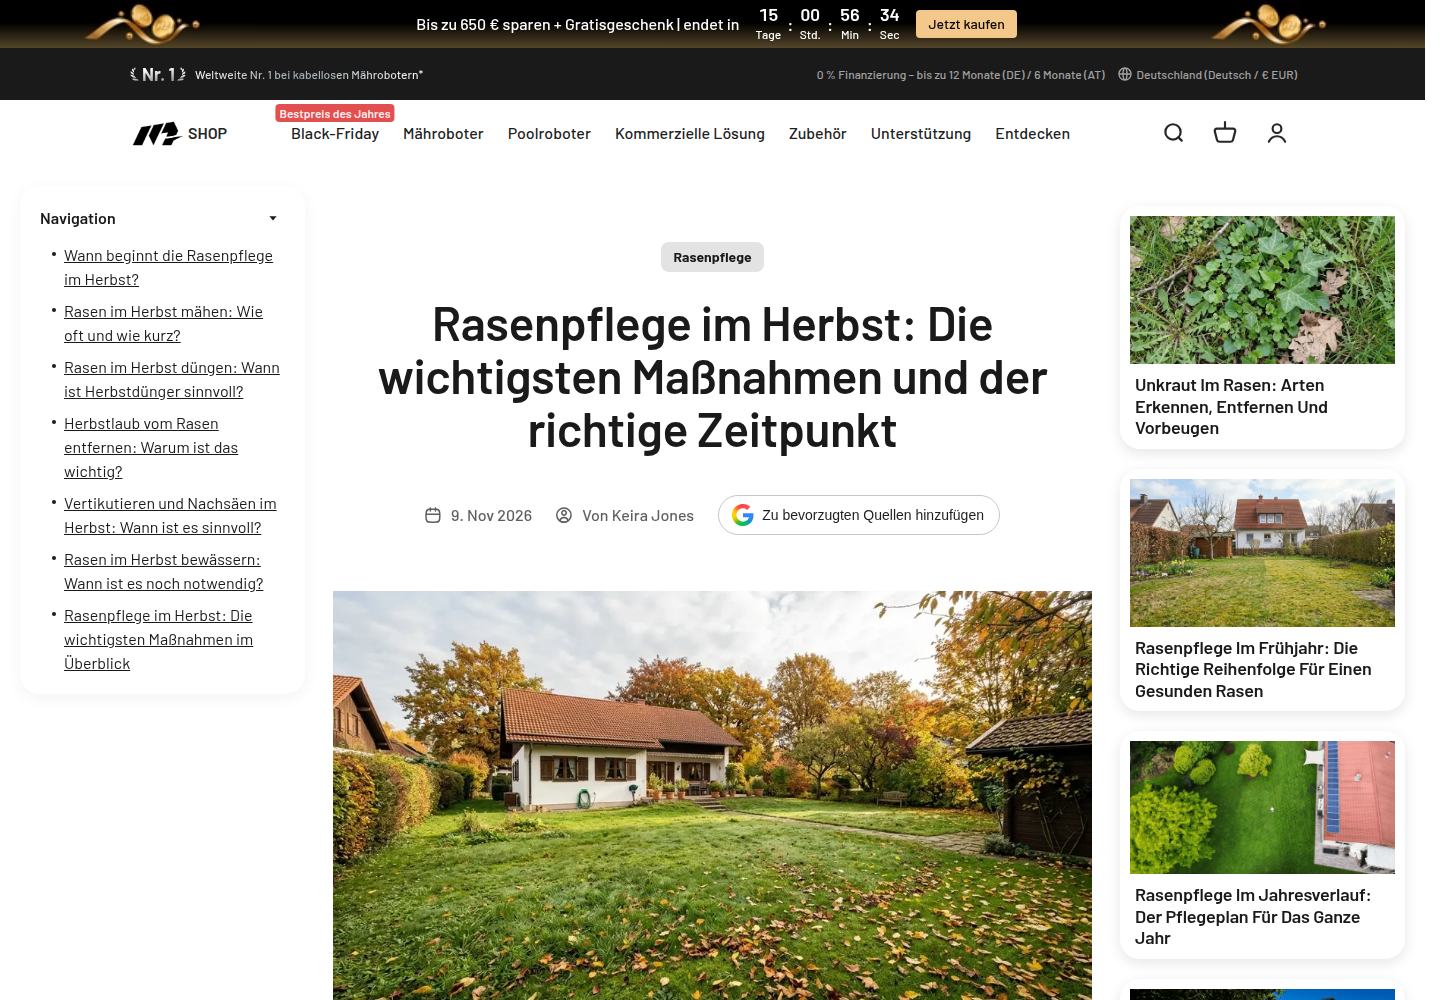 Bis zu 650 € sparen + Gratisgeschenk | endet in
15 : 00 : 56 : 34
Tage Std. Min Sec
Jetzt kaufen
Nr. 1
Weltweite Nr. 1 bei kabellosen Mährobotern*
0 % Finanzierung – bis zu 12 Monate (DE) / 6 Monate (AT)
Deutschland (Deutsch / € EUR)
Bestpreis des Jahres
SHOP
Black-Friday
Mähroboter
Poolroboter
Kommerzielle Lösung
Zubehör
Unterstützung
Entdecken
Navigation
Wann beginnt die Rasenpflege
im Herbst?
Rasen im Herbst mähen: Wie
oft und wie kurz?
Rasen im Herbst düngen: Wann
ist Herbstdünger sinnvoll?
Herbstlaub vom Rasen
entfernen: Warum ist das
wichtig?
Vertikutieren und Nachsäen im
Herbst: Wann ist es sinnvoll?
Rasen im Herbst bewässern:
Wann ist es noch notwendig?
Rasenpflege im Herbst: Die
wichtigsten Maßnahmen im
Überblick
Rasenpflege
Rasenpflege im Herbst: Die
wichtigsten Maßnahmen und der
richtige Zeitpunkt
9. Nov 2026
Von Keira Jones
Zu bevorzugten Quellen hinzufügen
Unkraut Im Rasen: Arten
Erkennen, Entfernen Und
Vorbeugen
Rasenpflege Im Frühjahr: Die
Richtige Reihenfolge Für Einen
Gesunden Rasen
Rasenpflege Im Jahresverlauf:
Der Pflegeplan Für Das Ganze
Jahr